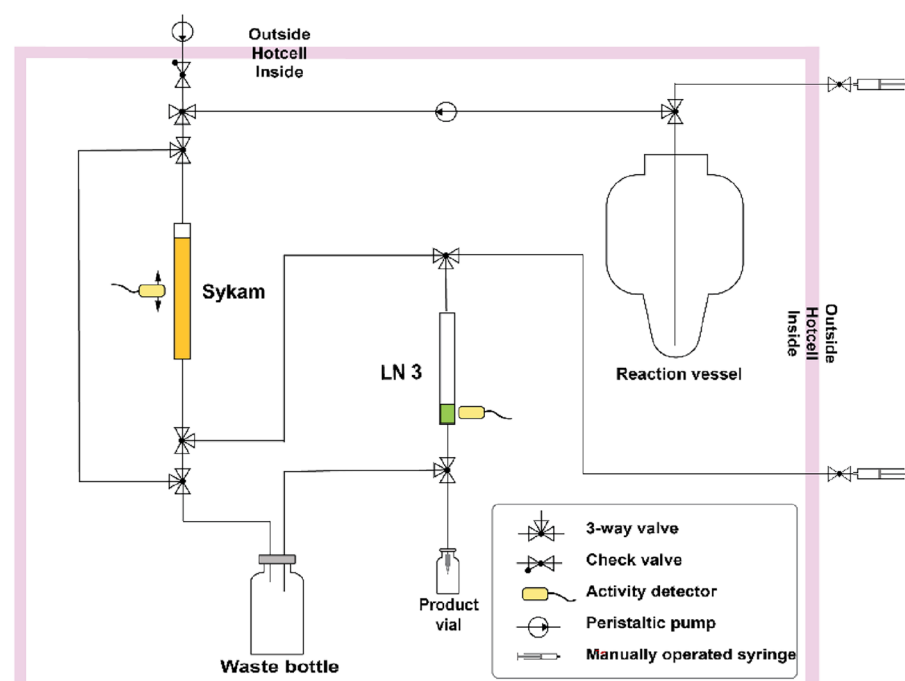 Outside
Hotcell
Inside
Sykam
LN 3
Reaction vessel
Outside
Hotcell
Inside
Product
vial
Waste bottle
3-way valve
Check valve
Activity detector
Peristaltic pump
Manually operated syringe